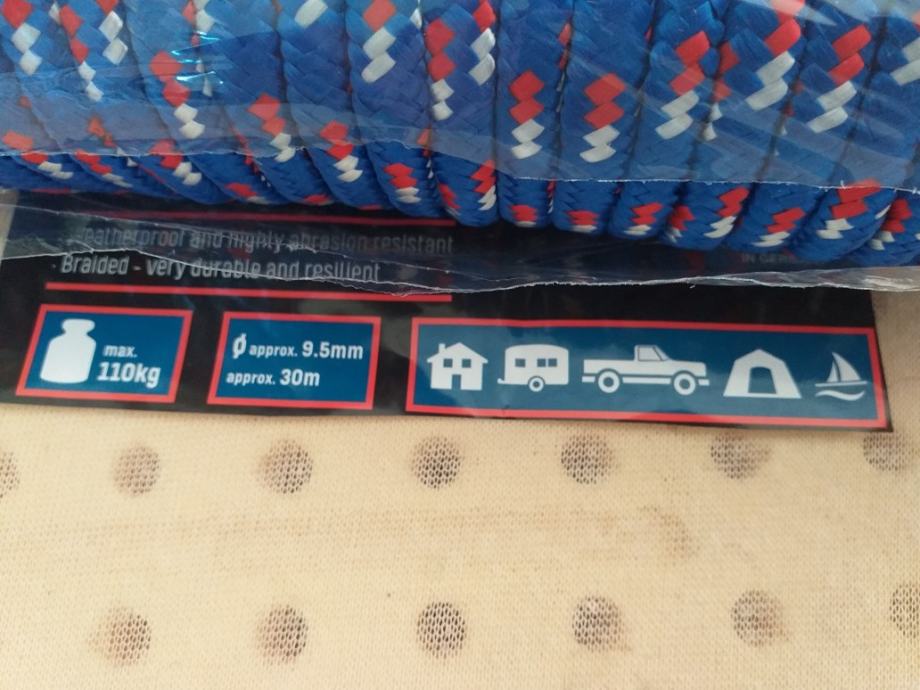 Weatherproof and highly abrasion resistant
Braided - very durable and resilient
max.
110kg
Ø approx. 9.5mm
approx. 30m